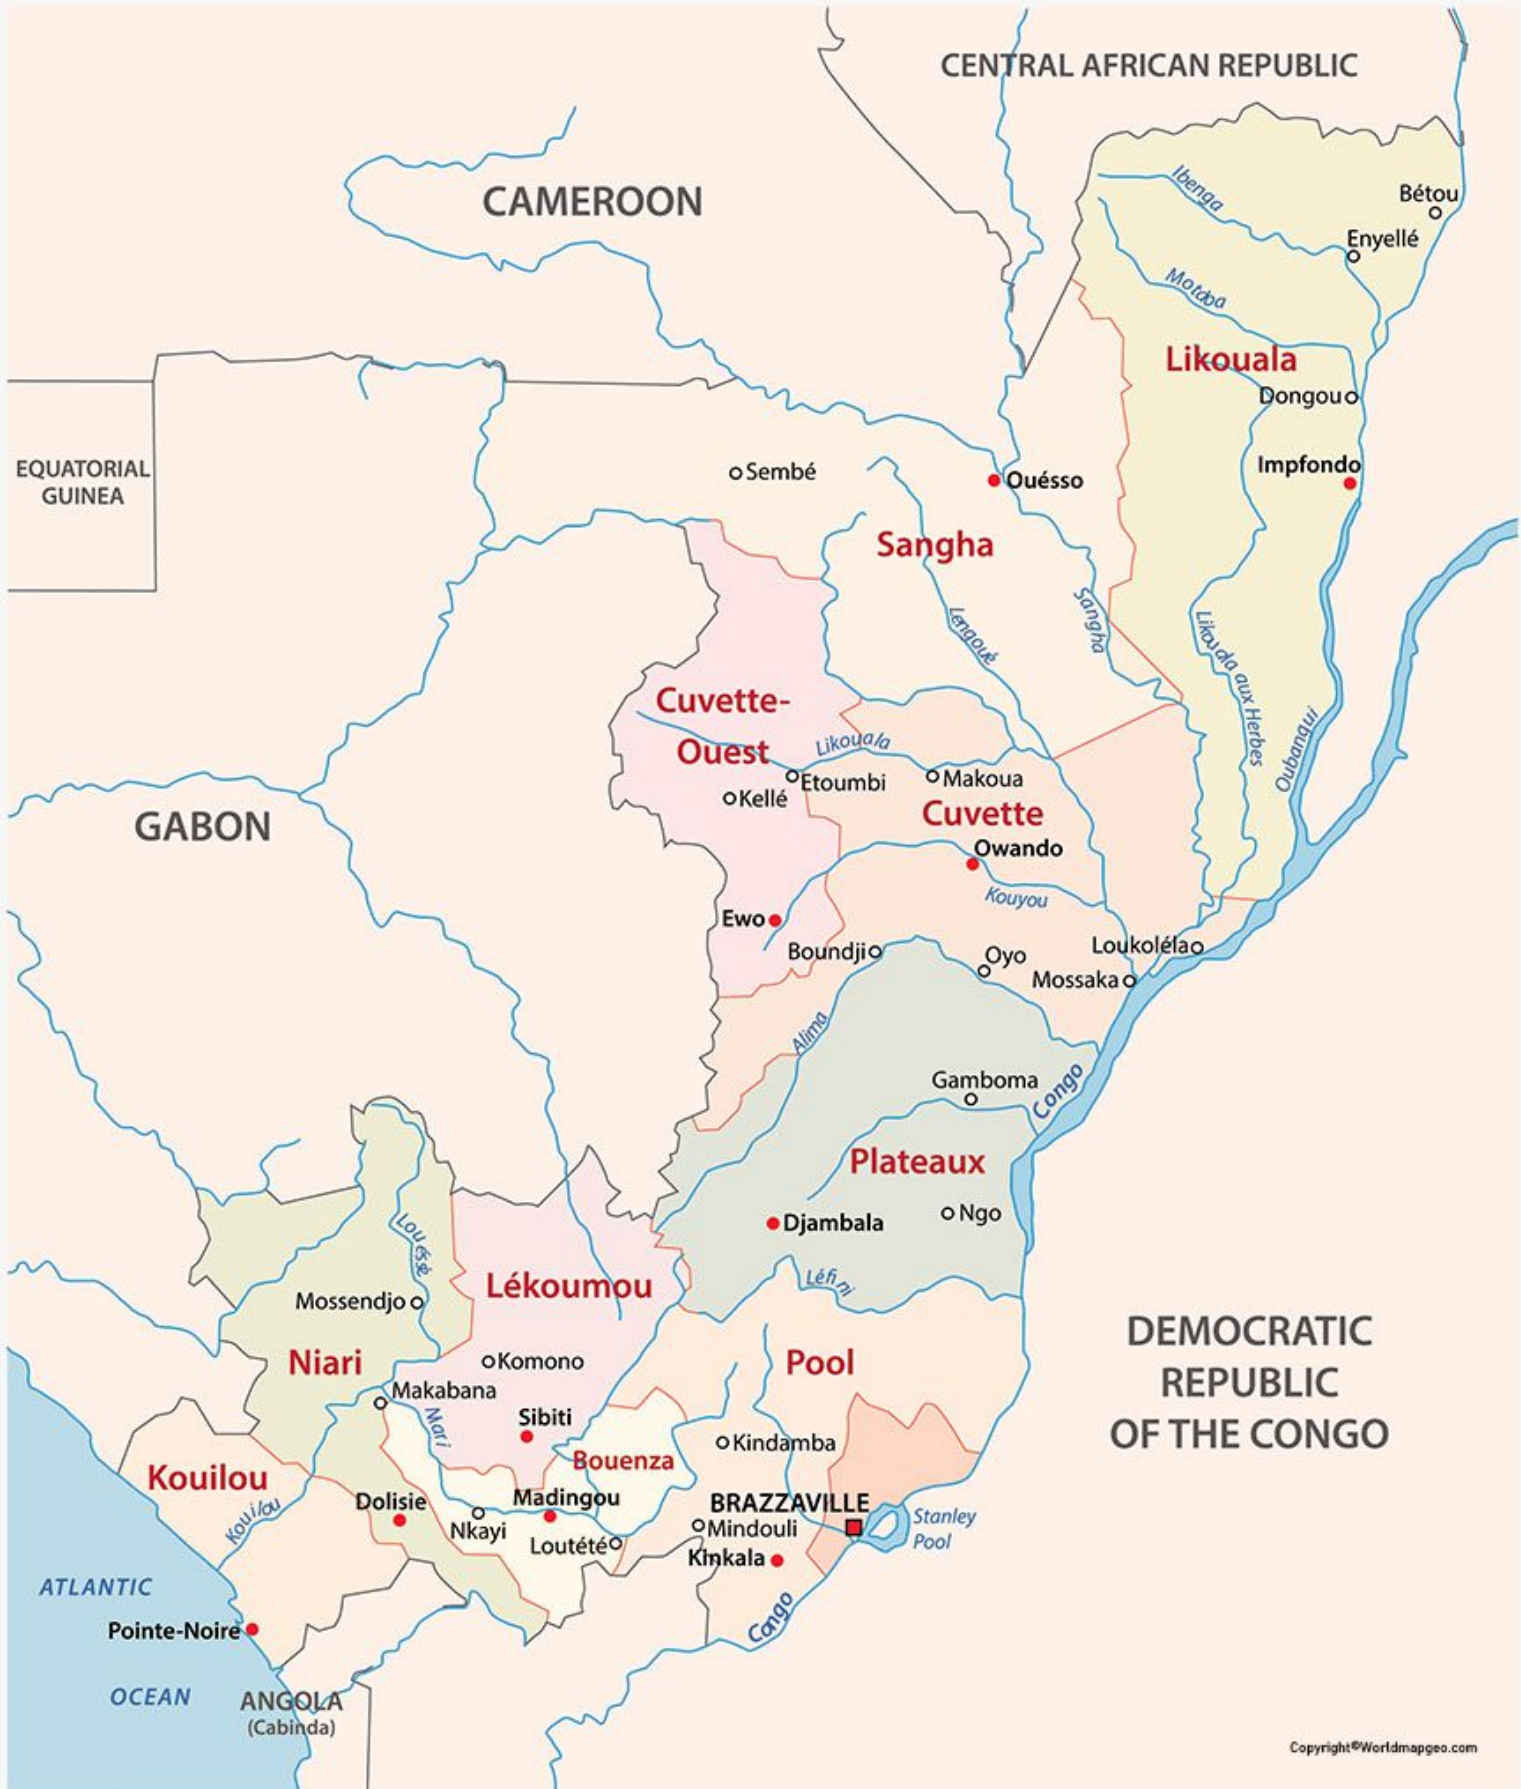 CENTRAL AFRICAN REPUBLIC
CAMEROON
Ibenga
Bétou
Enyellé
Motaba
Likouala
Dongou
EQUATORIAL
GUINEA
Sembé
Ouésso
Impfondo
Sangha
Lengoué
Sangha
Likouala aux Herbes
Oubangui
Cuvette-
Ouest
Likouala
Etoumbi
Makoua
Kellé
Cuvette
GABON
Owando
Kouyou
Ewo
Boundji
Oyo
Loukoléla
Mossaka
Alima
Gamboma
Congo
Plateaux
Djambala
Ngo
Louéssé
Léfini
Lékoumou
Mossendjo
DEMOCRATIC
REPUBLIC
OF THE CONGO
Niari
Komono
Pool
Makabana
Niari
Sibiti
Kindamba
Bouenza
Kouilou
Kouilou
Dolisie
Madingou
BRAZZAVILLE
Stanley
Pool
Nkayi
Loutété
Mindouli
Kinkala
ATLANTIC
Congo
Pointe-Noire
OCEAN
ANGOLA
(Cabinda)
Copyright©Worldmapgeo.com